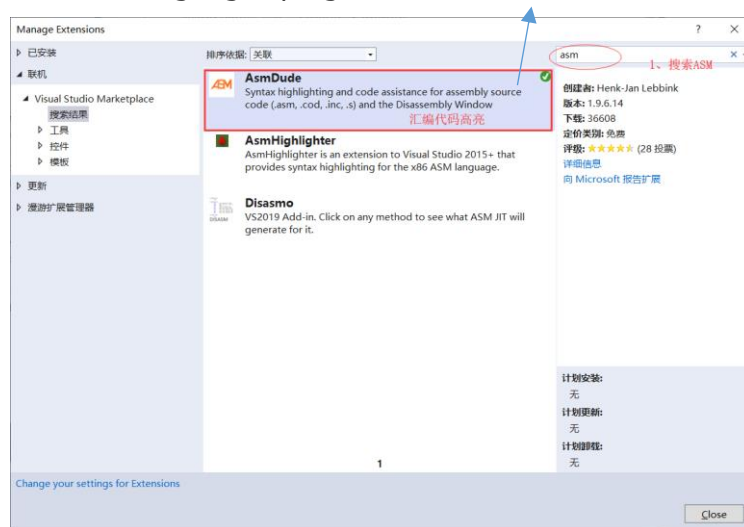 Manage Extensions
? ×
已安装
联机
Visual Studio Marketplace
搜索结果
工具
控件
模板
更新
漫游扩展管理器
排序依据: 关联
AsmDude
Syntax highlighting and code assistance for assembly source
code (.asm, .cod, .inc, .s) and the Disassembly Window
汇编代码高亮
AsmHighlighter
AsmHighlighter is an extension to Visual Studio 2015+ that
provides syntax highlighting for the x86 ASM language.
Disasmo
VS2019 Add-in. Click on any method to see what ASM JIT will
generate for it.
1
asm
1、搜索ASM
创建者: Henk-Jan Lebbink
版本: 1.9.6.14
下载: 36608
定价类别: 免费
评级: ★★★★★ (28 投票)
详细信息
向 Microsoft 报告扩展
计划安装:
无
计划更新:
无
计划卸载:
无
Change your settings for Extensions
Close